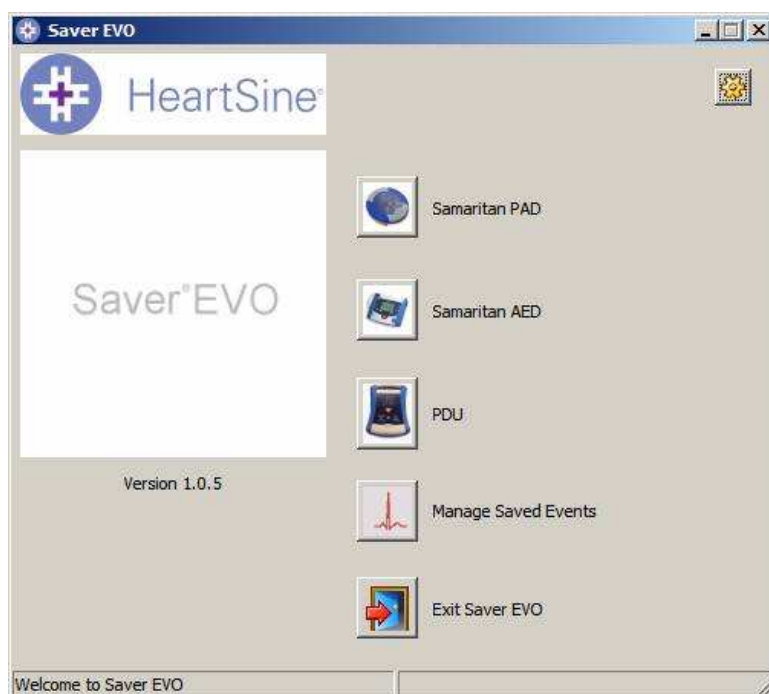 Saver EVO
HeartSine®
Saver®EVO
Version 1.0.5
Samaritan PAD
Samaritan AED
PDU
Manage Saved Events
Exit Saver EVO
Welcome to Saver EVO